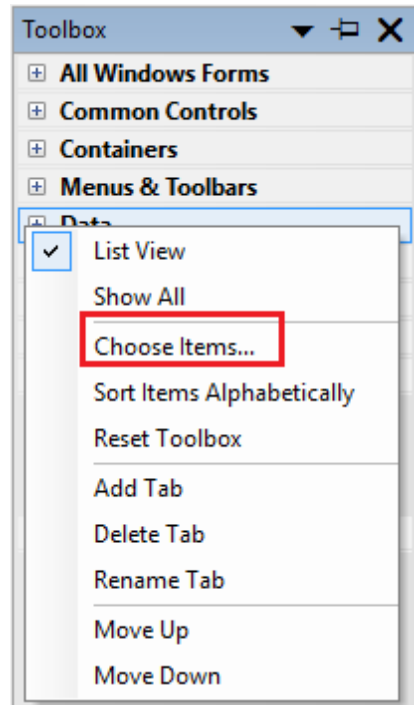 Toolbox
All Windows Forms
Common Controls
Containers
Menus & Toolbars
Data
List View
Show All
Choose Items...
Sort Items Alphabetically
Reset Toolbox
Add Tab
Delete Tab
Rename Tab
Move Up
Move Down